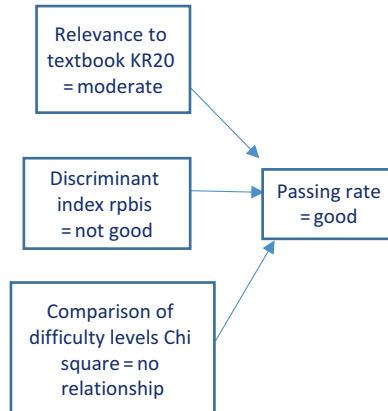 Relevance to
textbook KR20
= moderate
Discriminant
index rpbis
= not good
Passing rate
= good
Comparison of
difficulty levels Chi
square = no
relationship